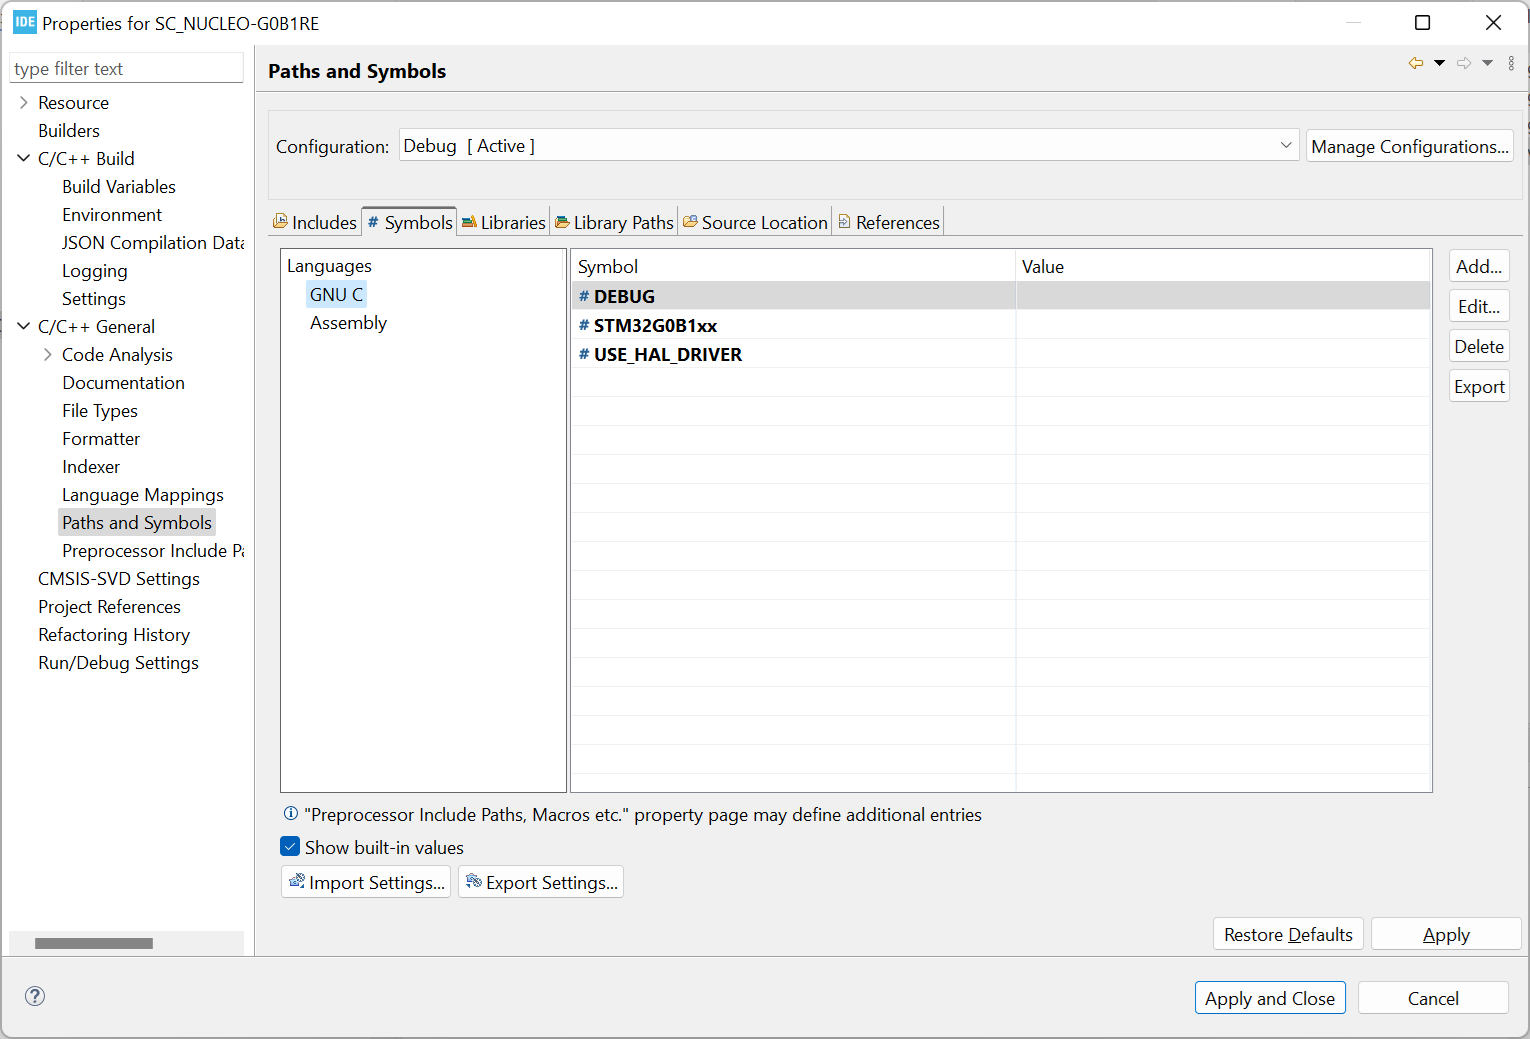 IDE Properties for SC_NUCLEO-G0B1RE
type filter text
Resource
Builders
C/C++ Build
Build Variables
Environment
JSON Compilation Data
Logging
Settings
C/C++ General
Code Analysis
Documentation
File Types
Formatter
Indexer
Language Mappings
Paths and Symbols
Preprocessor Include Pa
CMSIS-SVD Settings
Project References
Refactoring History
Run/Debug Settings
Paths and Symbols
Configuration: Debug [ Active ] Manage Configurations...
Includes # Symbols Libraries Library Paths Source Location References
Languages
GNU C
Assembly
Symbol Value
# DEBUG
# STM32G0B1xx
# USE_HAL_DRIVER
Add...
Edit...
Delete
Export
"Preprocessor Include Paths, Macros etc." property page may define additional entries
Show built-in values
Import Settings... Export Settings...
Restore Defaults Apply
? Apply and Close Cancel